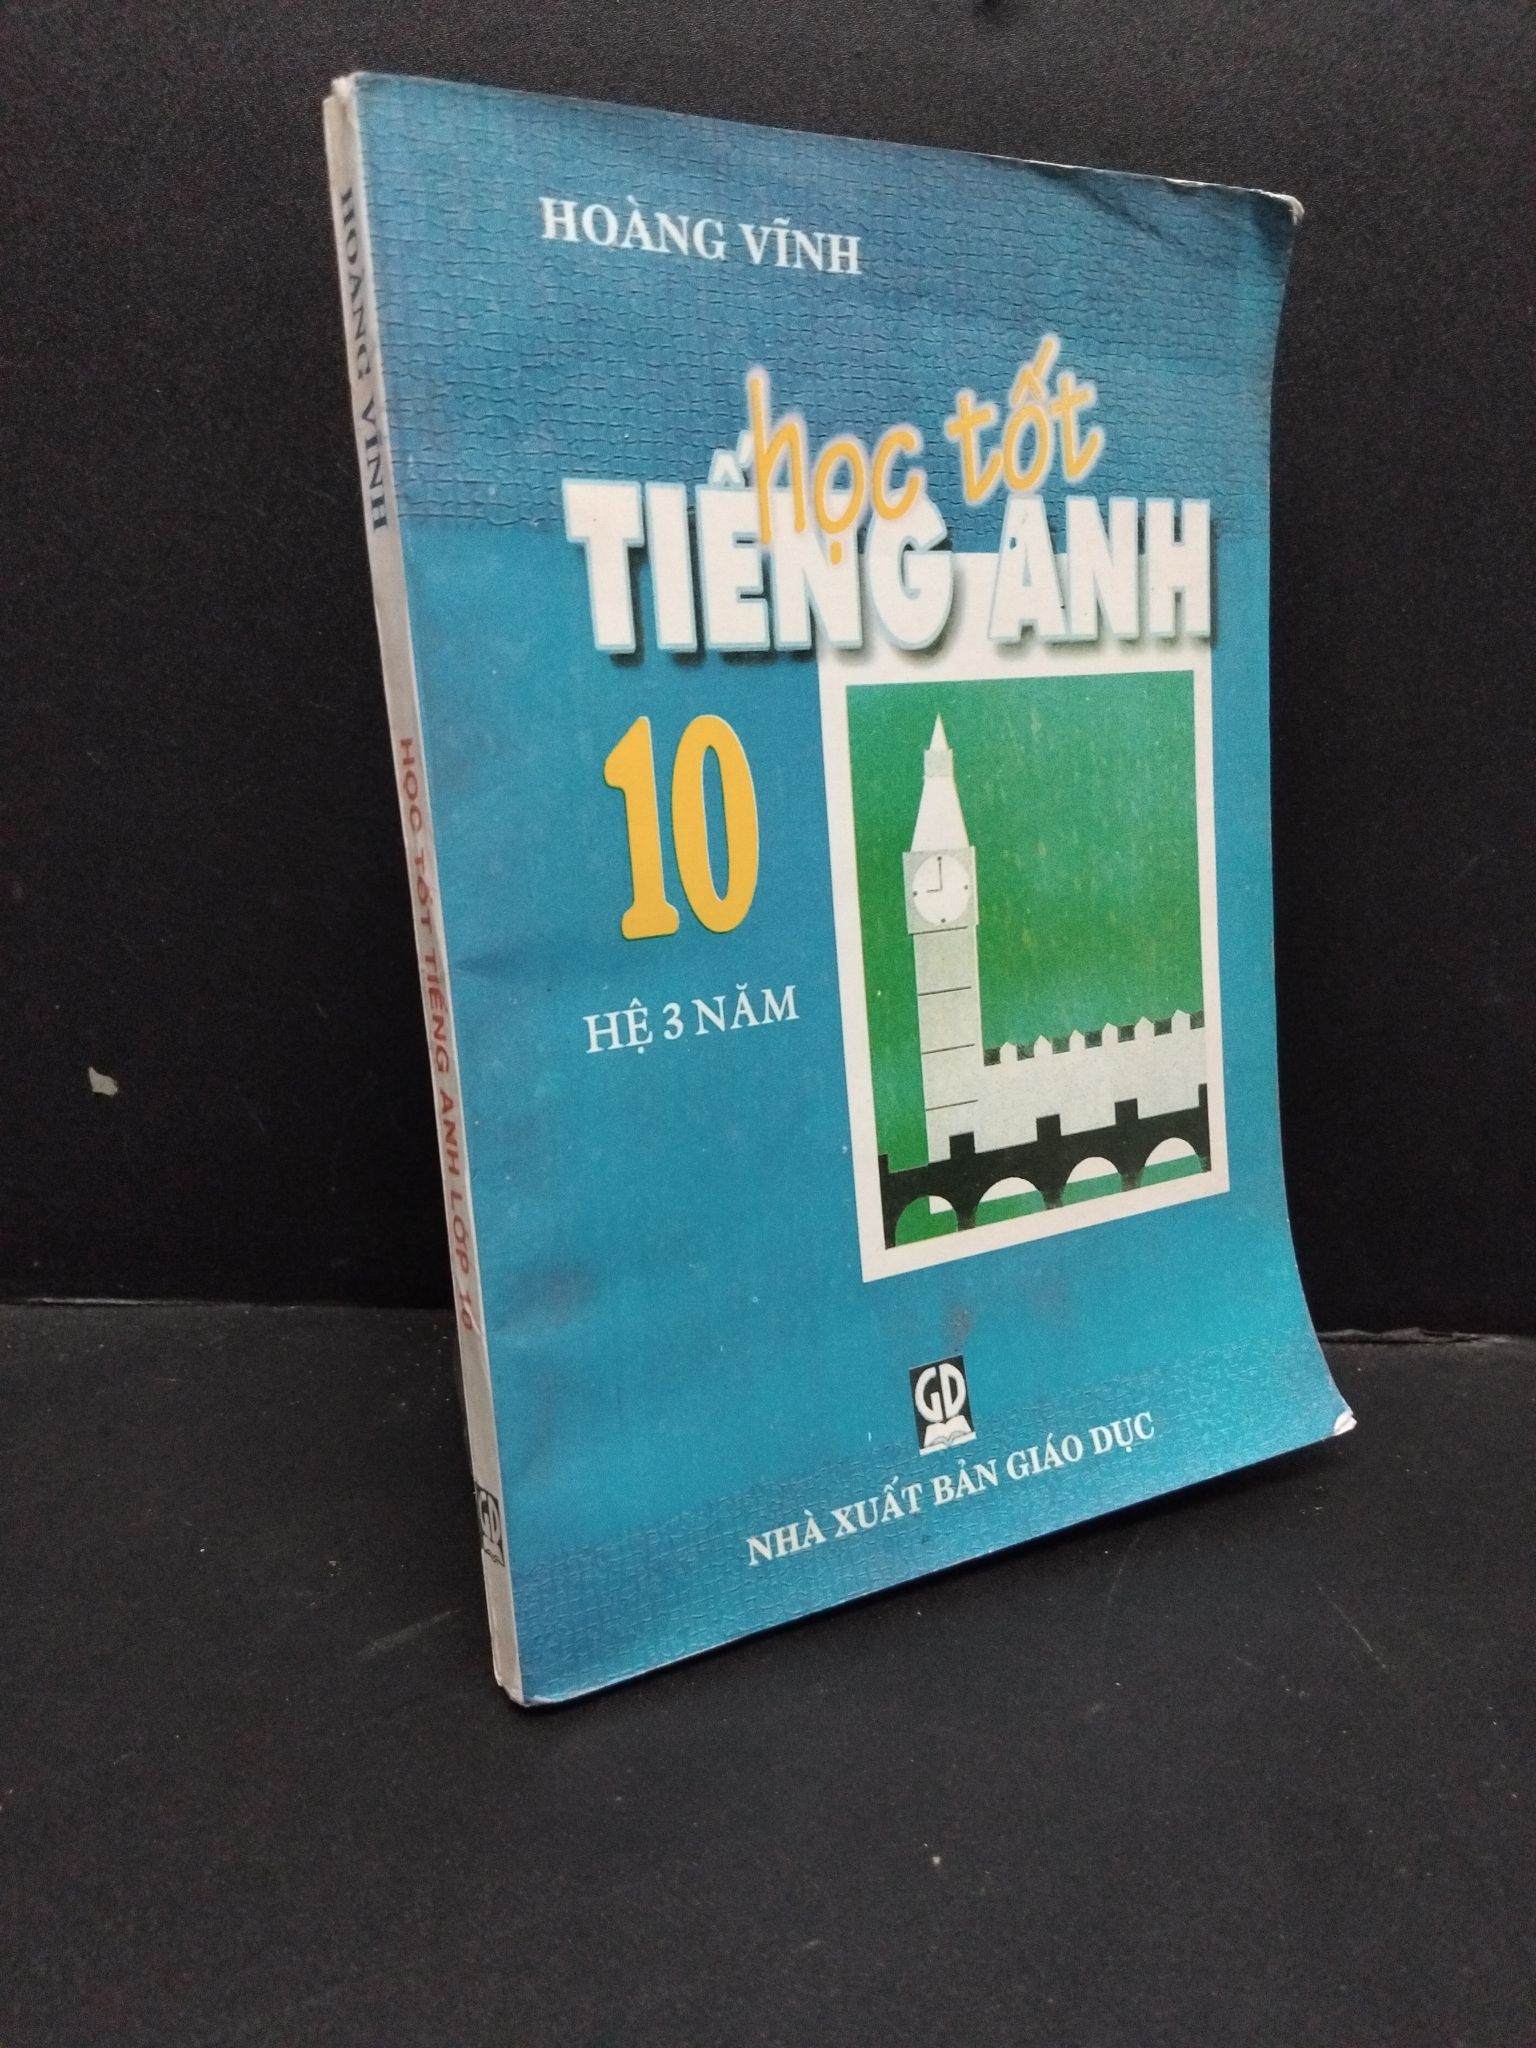 HOÀNG VĨNH
học tốt
TIẾNG ANH
10
HỆ 3 NĂM
GD
NHÀ XUẤT BẢN GIÁO DỤC
HOÀNG VĨNH
HỌC TỐT TIẾNG ANH LỚP 10
GD